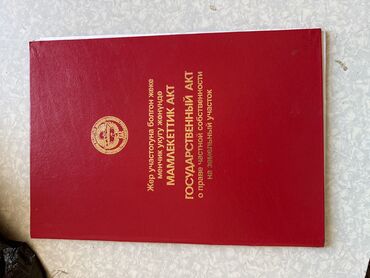 Жер участогуна болгон жеке
менчик укугу жөнүндө
МАМЛЕКЕТТИК АКТ
ГОСУДАРСТВЕННЫЙ АКТ
о праве частной собственности
на земельный участок